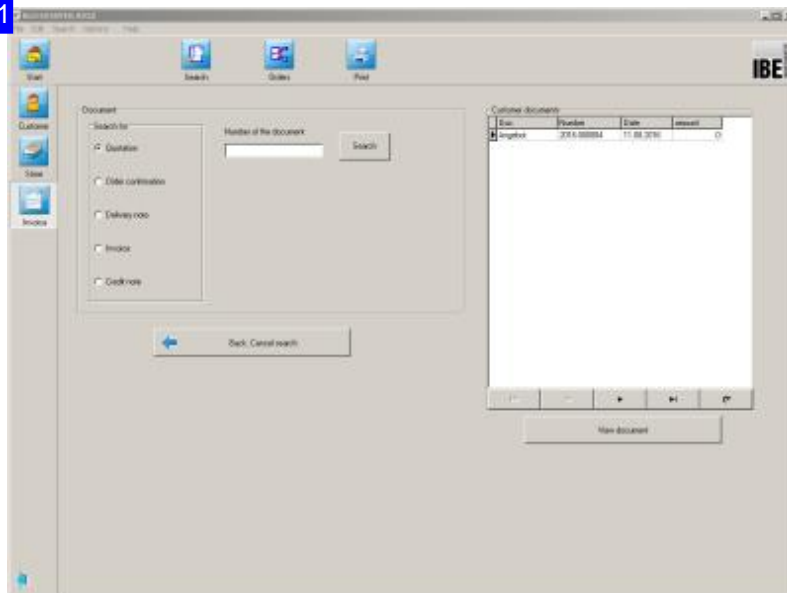 1
Start
Search
Orders
Print
IBE
Customer
Document
Search for
Number of the document
Search
Quotation
Order confirmation
Delivery note
Invoice
Credit note
Invoice
Back, Cancel search
Customer documents
Doc. Number Date amount
Angebot 2016-000004 11.08.2016 0
View document